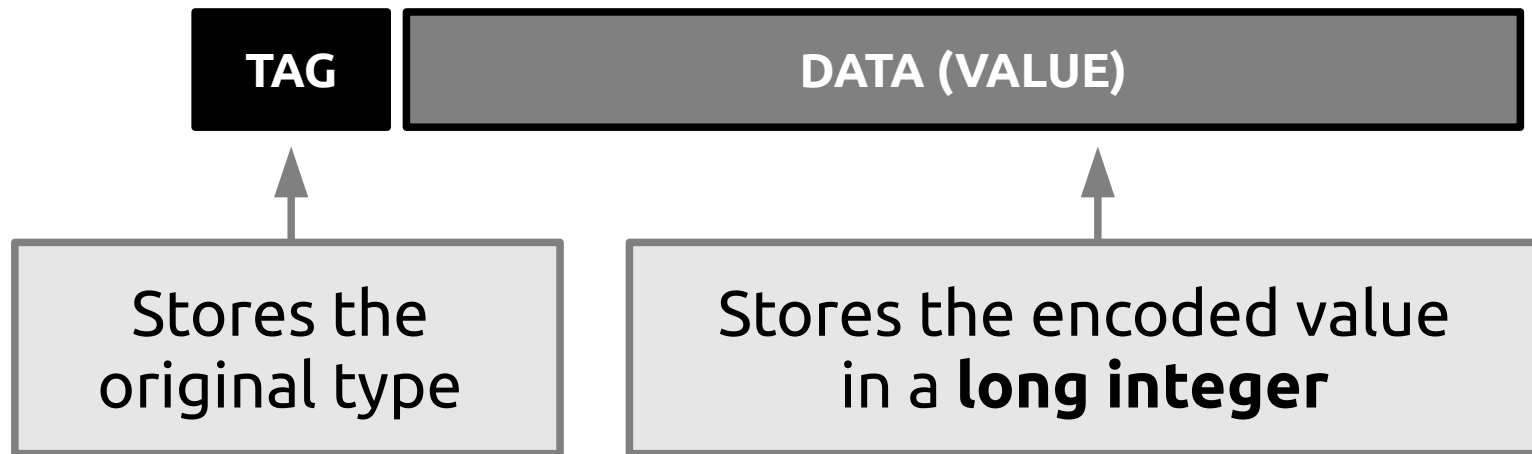 TAG
DATA (VALUE)
Stores the
original type
Stores the encoded value
in a long integer